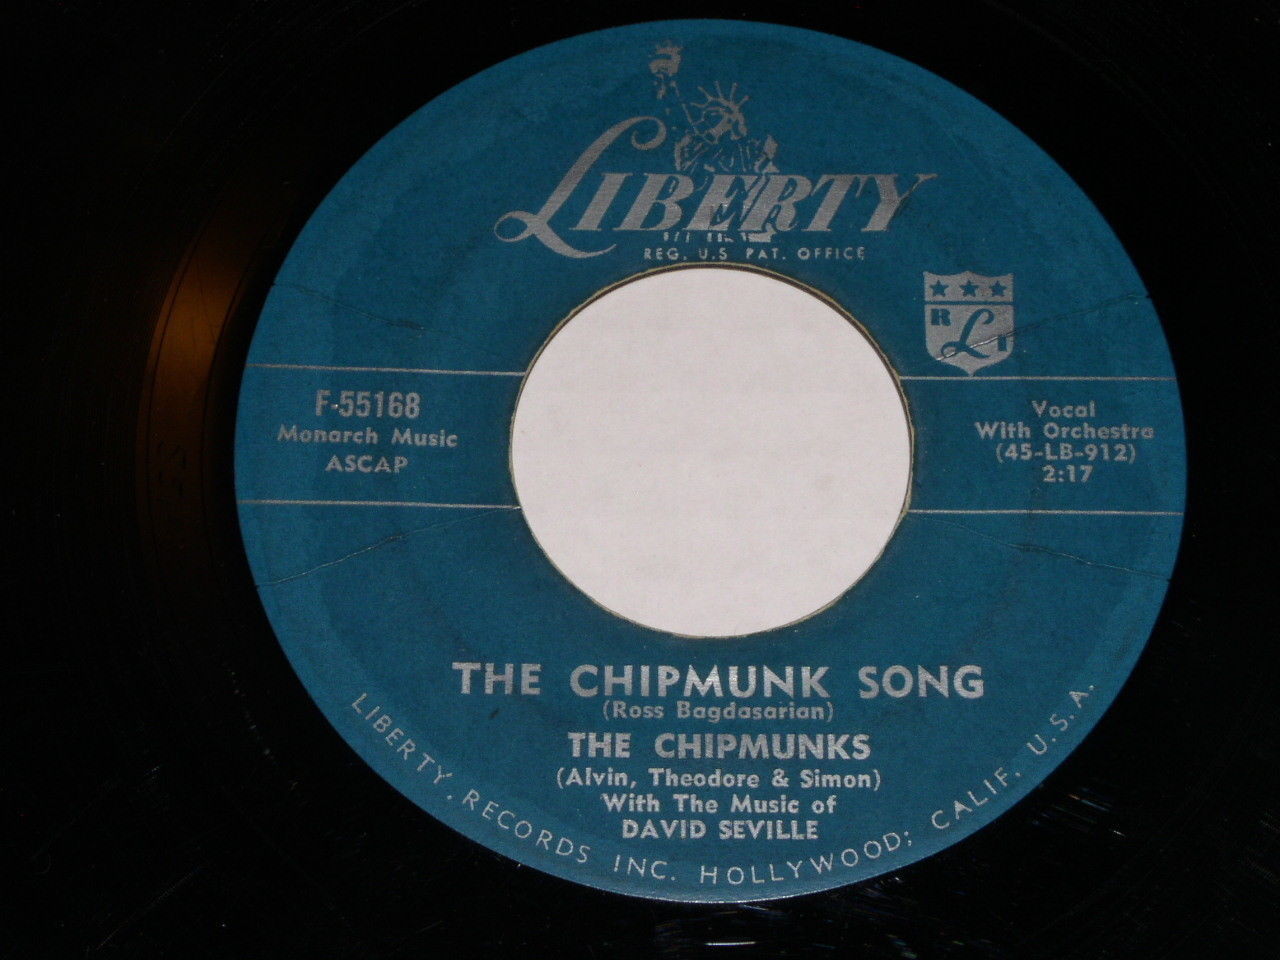 LIBERTY
REG. U.S. PAT. OFFICE
R L I
F-55168
Monarch Music
ASCAP
Vocal
With Orchestra
(45-LB-912)
2:17
THE CHIPMUNK SONG
(Ross Bagdasarian)
THE CHIPMUNKS
(Alvin, Theodore & Simon)
With The Music of
DAVID SEVILLE
LIBERTY, RECORDS INC. HOLLYWOOD; CALIF. U.S.A.